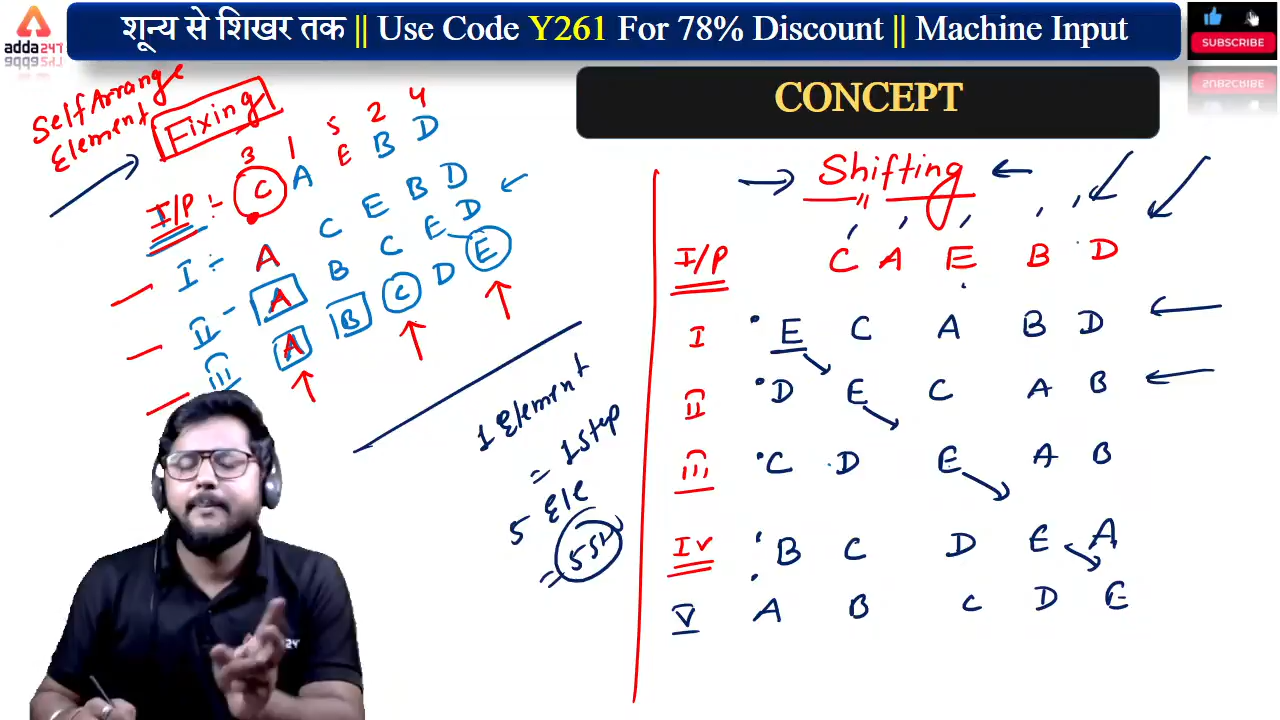 शून्य से शिखर तक || Use Code Y261 For 78% Discount || Machine Input
adda247
SUBSCRIBE
CONCEPT
Self Arrange
Element
Fixing
3 1 5 2 4
I/P :- C A E B D
I :- A C E B D
II - A B C E D
III A B C D E
1 Element
= 1 step
5 Ele
= 5 St
Shifting
I/P C A E B D
I E C A B D
II D E C A B
III C D E A B
IV B C D E A
V A B C D E